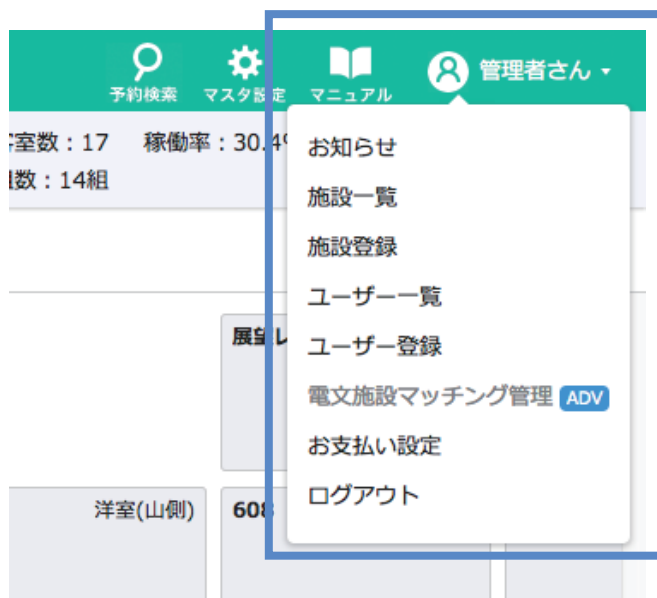 予約検索
マスタ設定
マニュアル
管理者さん
室数：17 稼働率：30.4
数：14組
お知らせ
施設一覧
施設登録
ユーザー一覧
ユーザー登録
電文施設マッチング管理 ADV
お支払い設定
ログアウト
展望レ
洋室(山側)
608